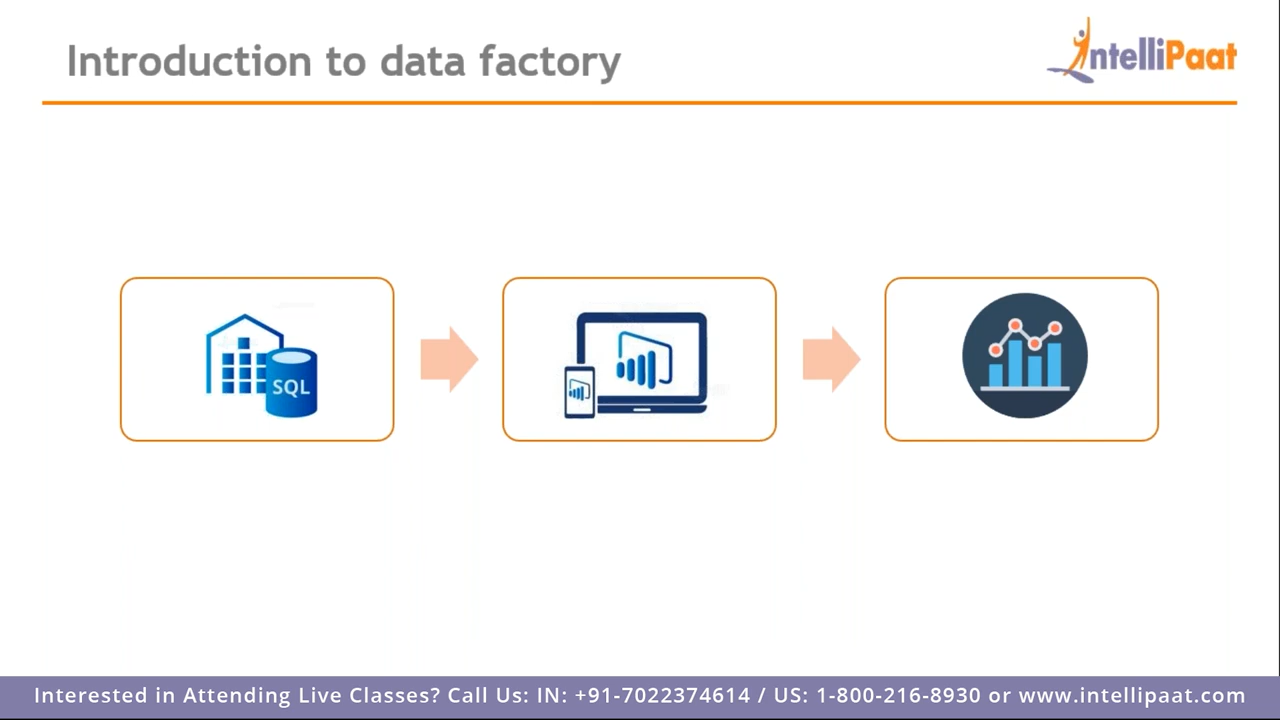 Introduction to data factory
IntelliPaat
SQL
Interested in Attending Live Classes? Call Us: IN: +91-7022374614 / US: 1-800-216-8930 or www.intellipaat.com